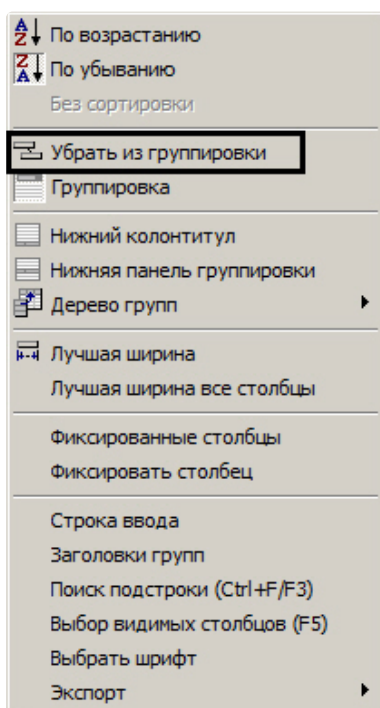 По возрастанию
По убыванию
Без сортировки
Убрать из группировки
Группировка
Нижний колонтитул
Нижняя панель группировки
Дерево групп
Лучшая ширина
Лучшая ширина все столбцы
Фиксированные столбцы
Фиксировать столбец
Строка ввода
Заголовки групп
Поиск подстроки (Ctrl+F/F3)
Выбор видимых столбцов (F5)
Выбрать шрифт
Экспорт